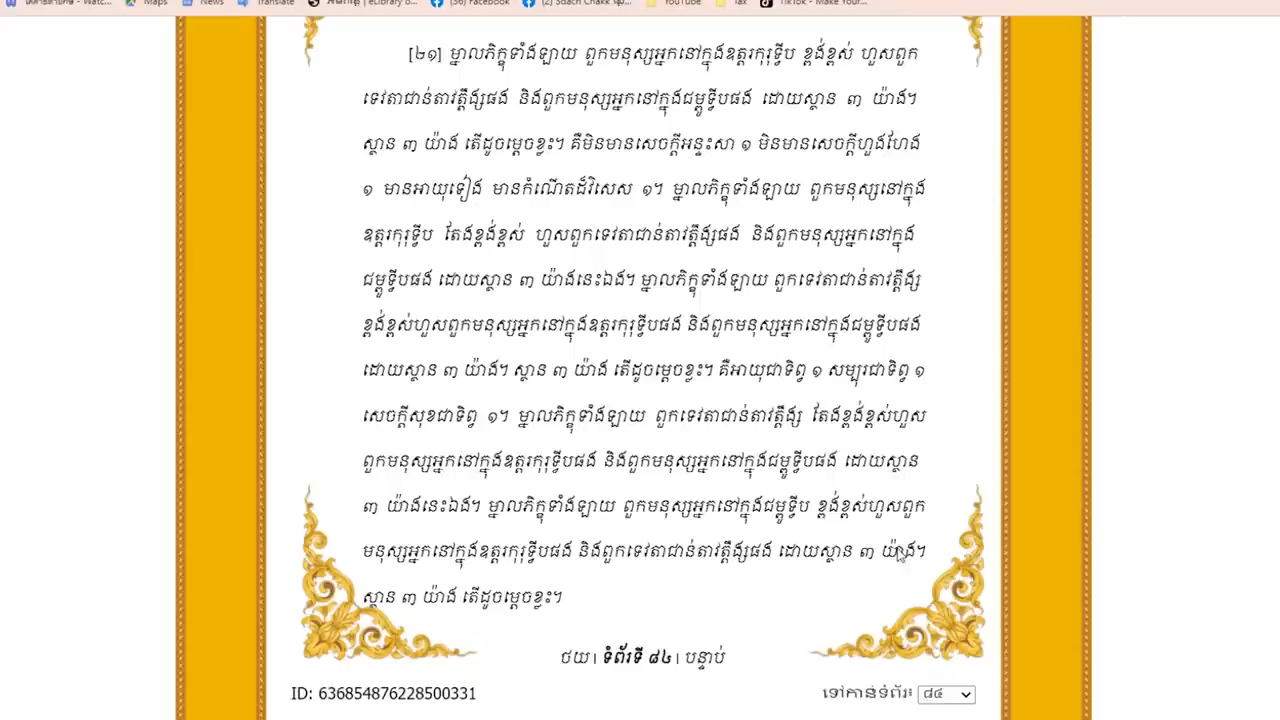 Maps
News
Translate
(36) Facebook
YouTube
Tax
TikTok - Make Your...
[២១] ម្នាលភិក្ខុទាំងឡាយ ពួកមនុស្សអ្នកនៅក្នុងឧត្តរកុរុទ្វីប ខ្ពង់ខ្ពស់ ហួសពួក
ទេវតាជាន់តាវត្តឹង្សផង និងពួកមនុស្សអ្នកនៅក្នុងជម្ពូទ្វីបផង ដោយស្ថាន ៣ យ៉ាង។
ស្ថាន ៣ យ៉ាង តើដូចម្តេចខ្លះ។ គឺមិនមានសេចក្តីអន្ទះសា ១ មិនមានសេចក្តីហួងហែង
១ មានអាយុទៀង មានកំណើតដ៏វិសេស ១។ ម្នាលភិក្ខុទាំងឡាយ ពួកមនុស្សនៅក្នុង
ឧត្តរកុរុទ្វីប តែងខ្ពង់ខ្ពស់ ហួសពួកទេវតាជាន់តាវត្តឹង្សផង និងពួកមនុស្សអ្នកនៅក្នុង
ជម្ពូទ្វីបផង ដោយស្ថាន ៣ យ៉ាងនេះឯង។ ម្នាលភិក្ខុទាំងឡាយ ពួកទេវតាជាន់តាវត្តឹង្ស
ខ្ពង់ខ្ពស់ហួសពួកមនុស្សអ្នកនៅក្នុងឧត្តរកុរុទ្វីបផង និងពួកមនុស្សអ្នកនៅក្នុងជម្ពូទ្វីបផង
ដោយស្ថាន ៣ យ៉ាង។ ស្ថាន ៣ យ៉ាង តើដូចម្តេចខ្លះ។ គឺអាយុជាទិព្វ ១ សម្បុរជាទិព្វ ១
សេចក្តីសុខជាទិព្វ ១។ ម្នាលភិក្ខុទាំងឡាយ ពួកទេវតាជាន់តាវត្តឹង្ស តែងខ្ពង់ខ្ពស់ហួស
ពួកមនុស្សអ្នកនៅក្នុងឧត្តរកុរុទ្វីបផង និងពួកមនុស្សអ្នកនៅក្នុងជម្ពូទ្វីបផង ដោយស្ថាន
៣ យ៉ាងនេះឯង។ ម្នាលភិក្ខុទាំងឡាយ ពួកមនុស្សអ្នកនៅក្នុងជម្ពូទ្វីប ខ្ពង់ខ្ពស់ហួសពួក
មនុស្សអ្នកនៅក្នុងឧត្តរកុរុទ្វីបផង និងពួកទេវតាជាន់តាវត្តឹង្សផង ដោយស្ថាន ៣ យ៉ាង។
ស្ថាន ៣ យ៉ាង តើដូចម្តេចខ្លះ។
ថយ | ទំព័រទី ៨៤ | បន្ទាប់
ID: 636854876228500331
ទៅកាន់ទំព័រ៖ ៨៤